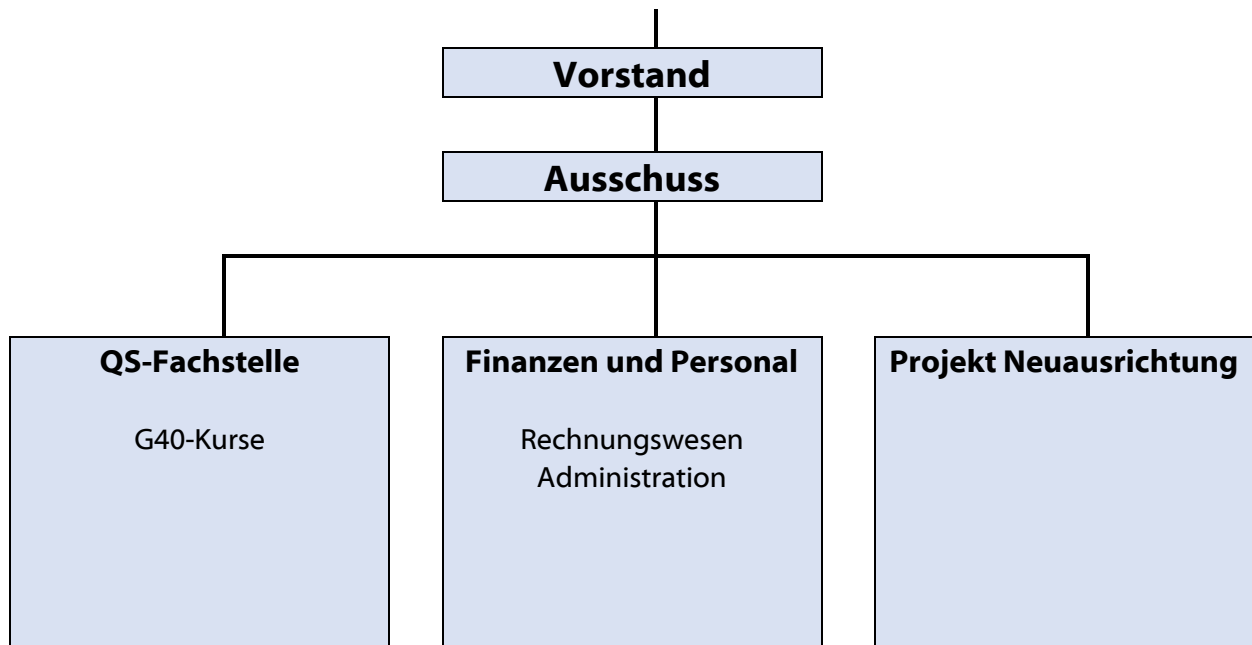 Vorstand
Ausschuss
QS-Fachstelle
G40-Kurse
Finanzen und Personal
Rechnungswesen
Administration
Projekt Neuausrichtung